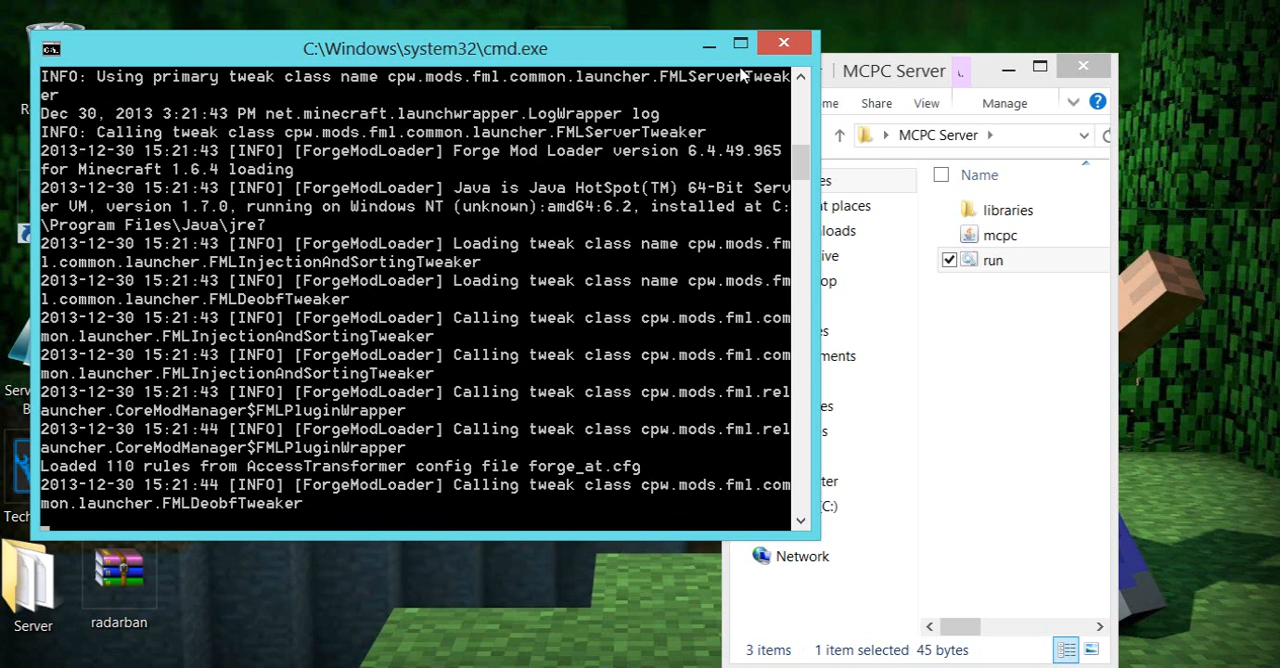 C:\Windows\system32\cmd.exe
INFO: Using primary tweak class name cpw.mods.fml.common.launcher.FMLServerTweak
er
Dec 30, 2013 3:21:43 PM net.minecraft.launchwrapper.LogWrapper log
INFO: Calling tweak class cpw.mods.fml.common.launcher.FMLServerTweaker
2013-12-30 15:21:43 [INFO] [ForgeModLoader] Forge Mod Loader version 6.4.49.965
for Minecraft 1.6.4 loading
2013-12-30 15:21:43 [INFO] [ForgeModLoader] Java is Java HotSpot(TM) 64-Bit Serv
er VM, version 1.7.0, running on Windows NT (unknown):amd64:6.2, installed at C:
\Program Files\Java\jre7
2013-12-30 15:21:43 [INFO] [ForgeModLoader] Loading tweak class name cpw.mods.fm
l.common.launcher.FMLInjectionAndSortingTweaker
2013-12-30 15:21:43 [INFO] [ForgeModLoader] Loading tweak class name cpw.mods.fm
l.common.launcher.FMLDeobfTweaker
2013-12-30 15:21:43 [INFO] [ForgeModLoader] Calling tweak class cpw.mods.fml.com
mon.launcher.FMLInjectionAndSortingTweaker
2013-12-30 15:21:43 [INFO] [ForgeModLoader] Calling tweak class cpw.mods.fml.com
mon.launcher.FMLInjectionAndSortingTweaker
2013-12-30 15:21:43 [INFO] [ForgeModLoader] Calling tweak class cpw.mods.fml.rel
auncher.CoreModManager$FMLPluginWrapper
2013-12-30 15:21:44 [INFO] [ForgeModLoader] Calling tweak class cpw.mods.fml.rel
auncher.CoreModManager$FMLPluginWrapper
Loaded 110 rules from AccessTransformer config file forge_at.cfg
2013-12-30 15:21:44 [INFO] [ForgeModLoader] Calling tweak class cpw.mods.fml.com
mon.launcher.FMLDeobfTweaker
MCPC Server
me Share View Manage
MCPC Server
Name
es
nt places
loads
ive
op
es
ments
es
s
ter
(C:)
Network
libraries
mcpc
run
3 items 1 item selected 45 bytes
R
Serv
B
Tech
Server
radarban